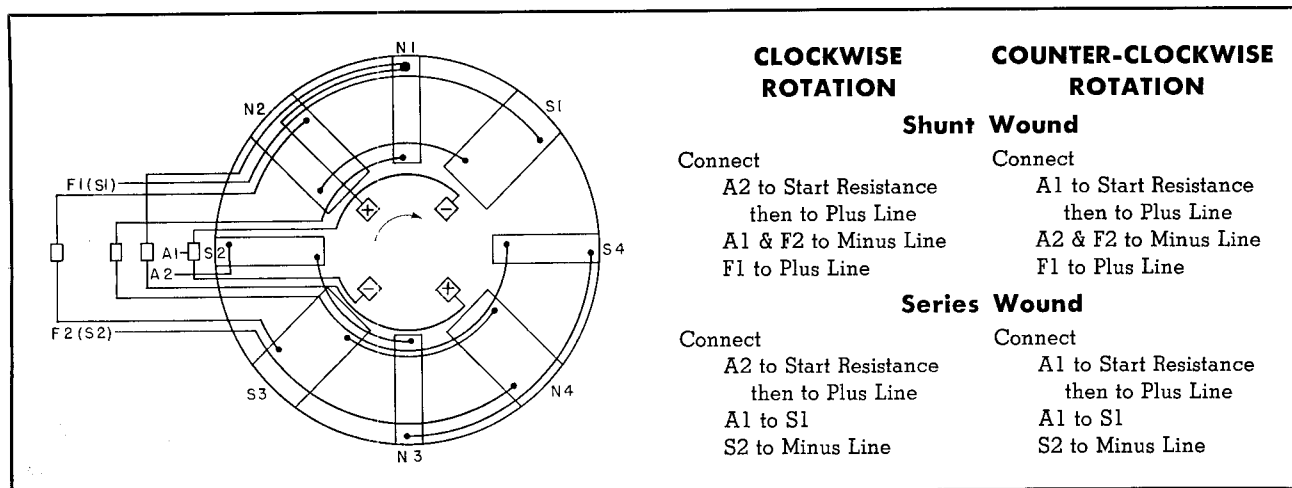 N1
N2
S1
F1(S1)
+
-
A1
S2
S4
A2
-
+
F2(S2)
S3
N4
N3
CLOCKWISE
ROTATION
COUNTER-CLOCKWISE
ROTATION
Shunt Wound
Connect
A2 to Start Resistance
then to Plus Line
A1 & F2 to Minus Line
F1 to Plus Line
Connect
A1 to Start Resistance
then to Plus Line
A2 & F2 to Minus Line
F1 to Plus Line
Series Wound
Connect
A2 to Start Resistance
then to Plus Line
A1 to S1
S2 to Minus Line
Connect
A1 to Start Resistance
then to Plus Line
A1 to S1
S2 to Minus Line